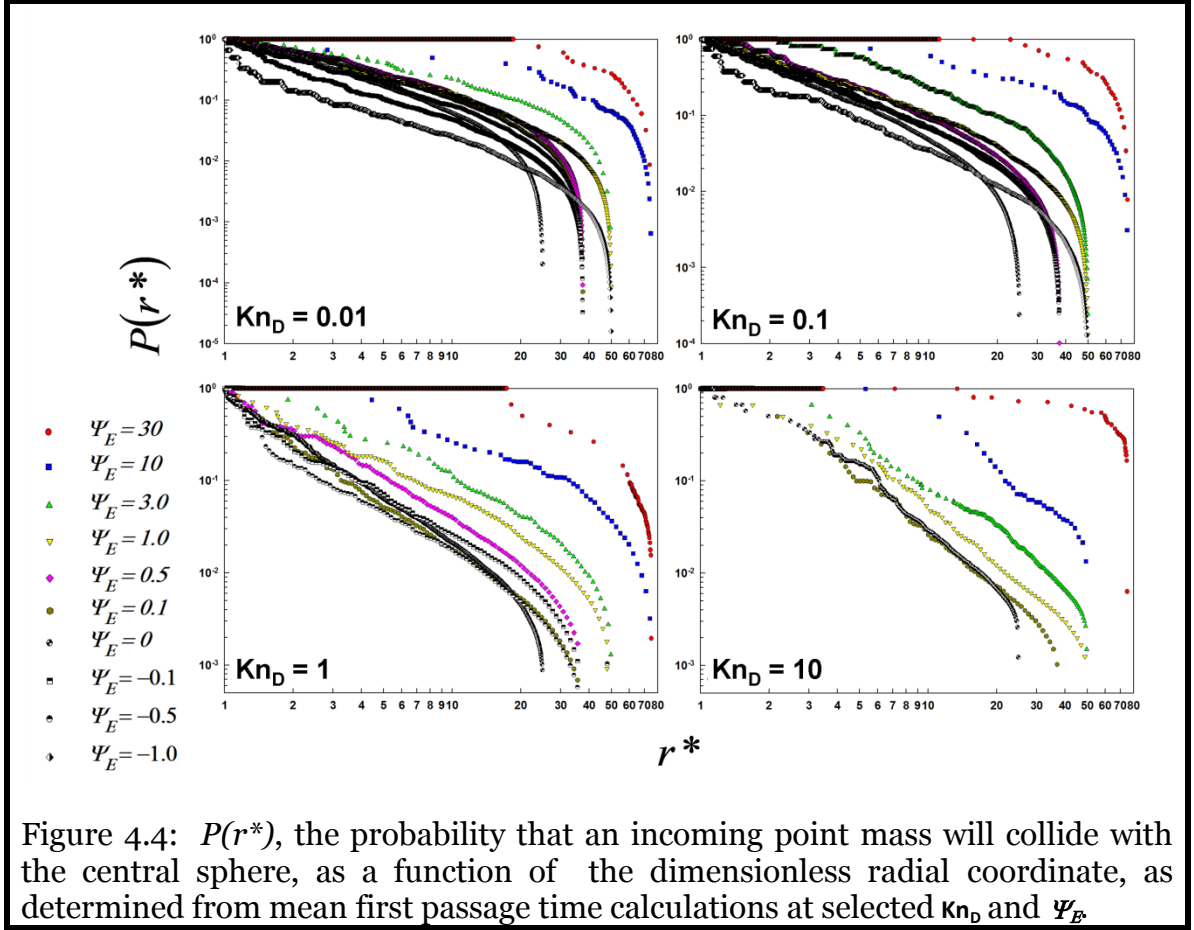 10⁰
10⁻¹
10⁻²
10⁻³
10⁻⁴
10⁻⁵
Kn_D = 0.01
1 2 3 4 5 6 7 8 9 10 20 30 40 50 60 70 80
10⁰
10⁻¹
10⁻²
10⁻³
10⁻⁴
Kn_D = 0.1
1 2 3 4 5 6 7 8 9 10 20 30 40 50 60 70 80
P(r*)
10⁰
10⁻¹
10⁻²
10⁻³
Kn_D = 1
1 2 3 4 5 6 7 8 9 10 20 30 40 50 60 70 80
10⁰
10⁻¹
10⁻²
10⁻³
Kn_D = 10
1 2 3 4 5 6 7 8 9 10 20 30 40 50 60 70 80
Ψ_E = 30
Ψ_E = 10
Ψ_E = 3.0
Ψ_E = 1.0
Ψ_E = 0.5
Ψ_E = 0.1
Ψ_E = 0
Ψ_E = −0.1
Ψ_E = −0.5
Ψ_E = −1.0
r*
Figure 4.4: P(r*), the probability that an incoming point mass will collide with
the central sphere, as a function of the dimensionless radial coordinate, as
determined from mean first passage time calculations at selected Kn_D and Ψ_E.